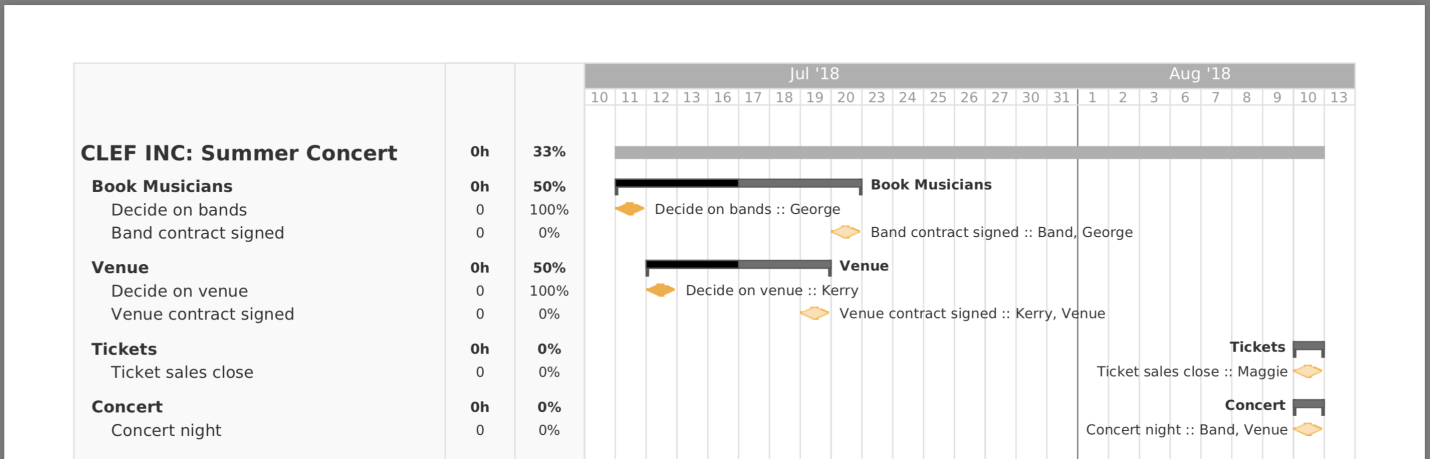 Jul '18 Aug '18
10 11 12 13 16 17 18 19 20 23 24 25 26 27 30 31 1 2 3 6 7 8 9 10 13
CLEF INC: Summer Concert 0h 33%
Book Musicians 0h 50% Book Musicians
Decide on bands 0 100% Decide on bands :: George
Band contract signed 0 0% Band contract signed :: Band, George
Venue 0h 50% Venue
Decide on venue 0 100% Decide on venue :: Kerry
Venue contract signed 0 0% Venue contract signed :: Kerry, Venue
Tickets 0h 0% Tickets
Ticket sales close 0 0% Ticket sales close :: Maggie
Concert 0h 0% Concert
Concert night 0 0% Concert night :: Band, Venue